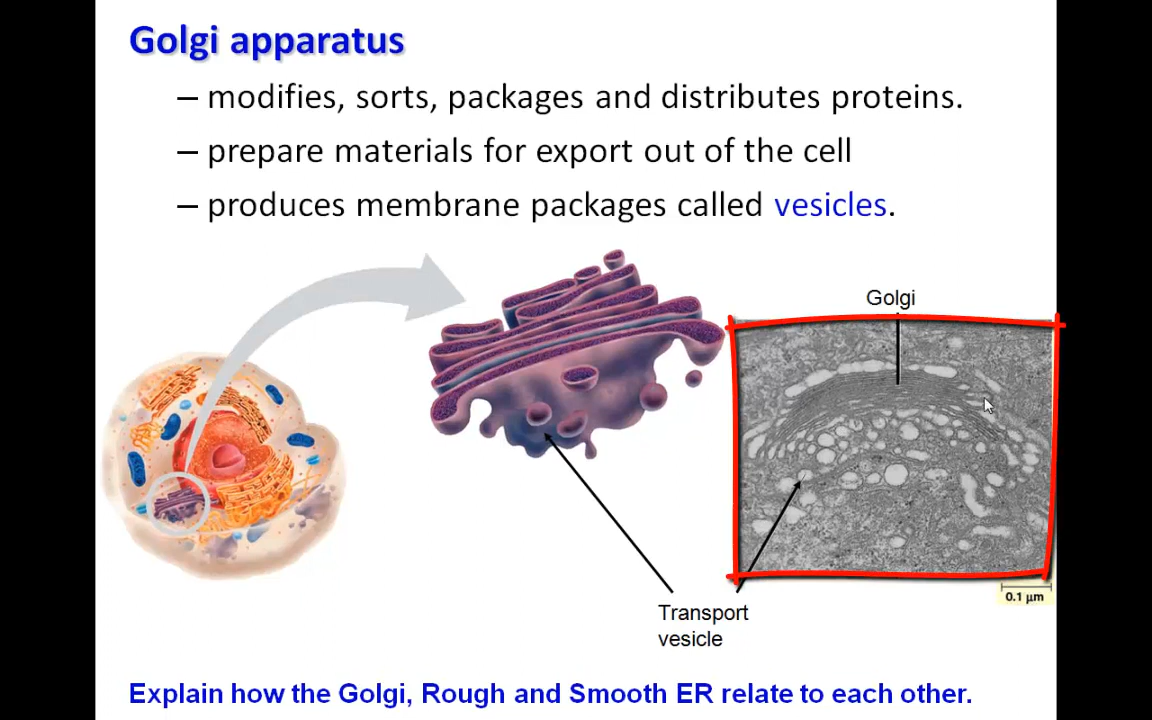 Golgi apparatus
– modifies, sorts, packages and distributes proteins.
– prepare materials for export out of the cell
– produces membrane packages called vesicles.
Golgi
0.1 μm
Transport
vesicle
Explain how the Golgi, Rough and Smooth ER relate to each other.